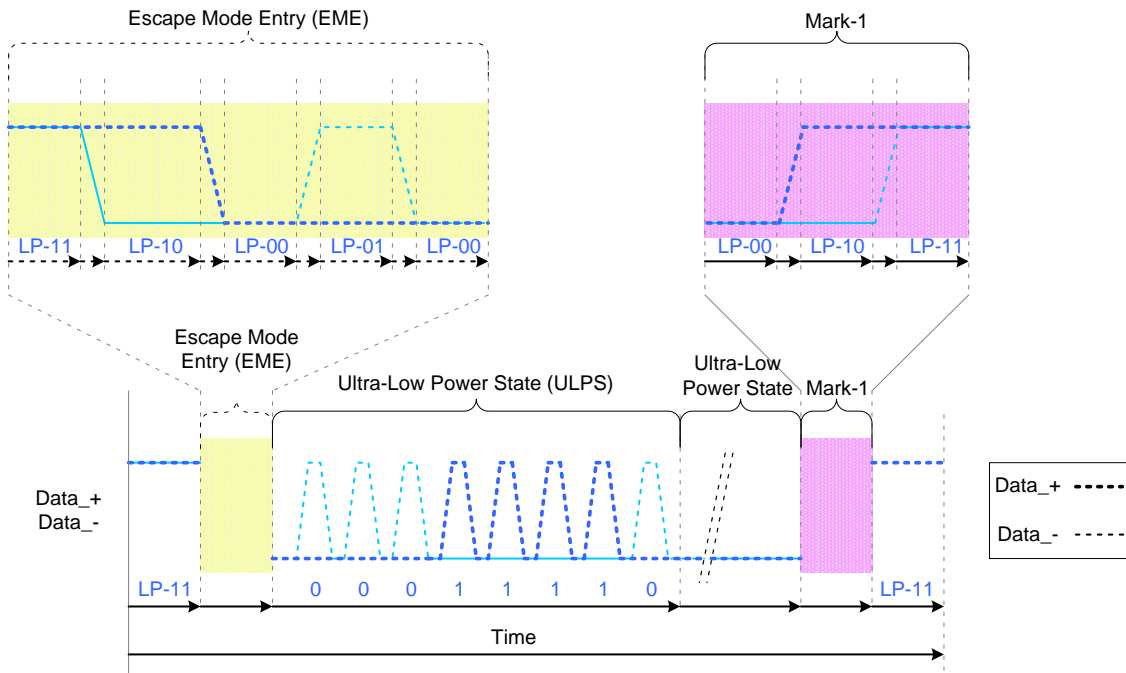 Escape Mode Entry (EME)
Mark-1
LP-11 LP-10 LP-00 LP-01 LP-00
LP-00 LP-10 LP-11
Escape Mode
Entry (EME)
Ultra-Low Power State (ULPS)
Ultra-Low
Power State
Mark-1
Data_+
Data_-
Data_+
Data_-
LP-11 0 0 0 1 1 1 1 0 LP-11
Time